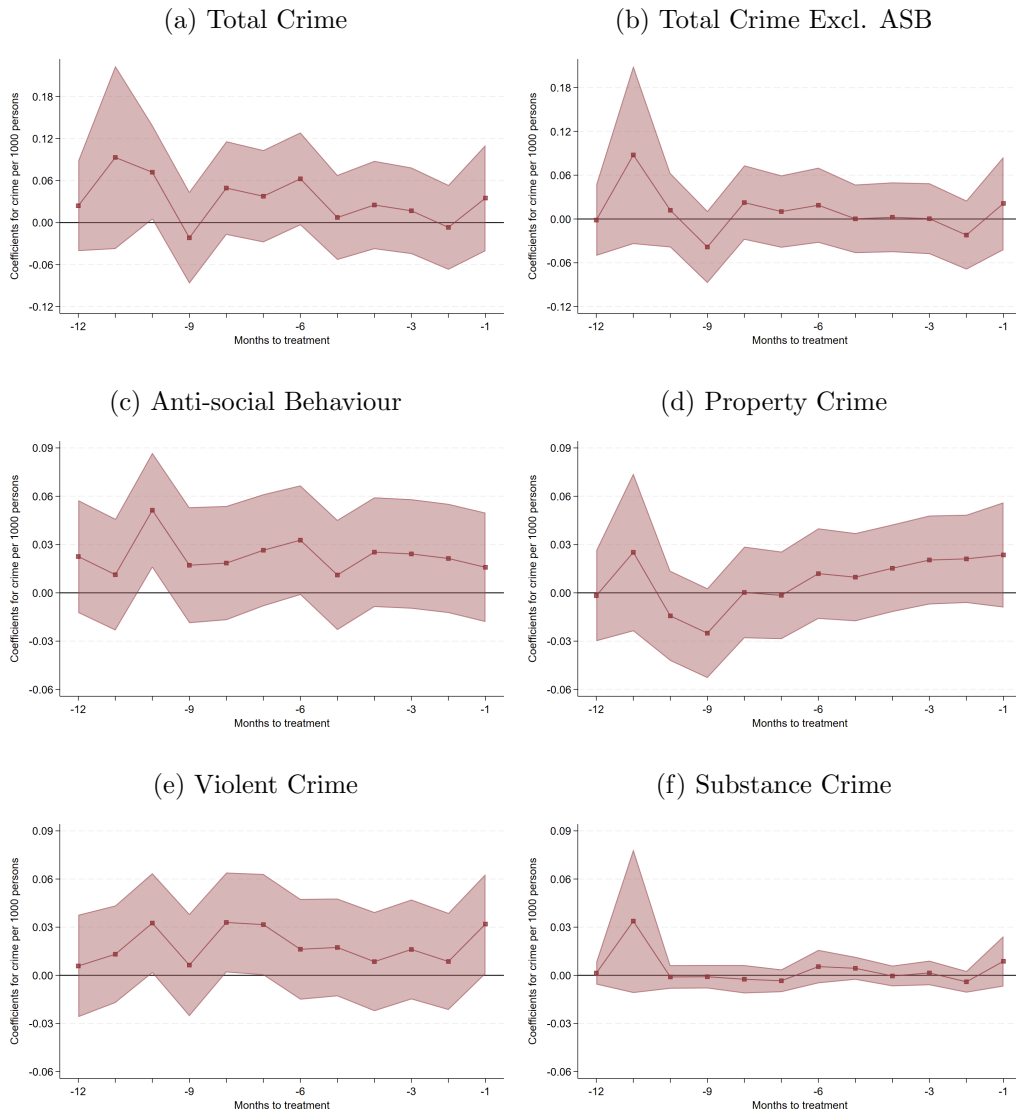 (a) Total Crime
Coefficients for crime per 1000 persons
0.18
0.12
0.06
0.00
-0.06
-0.12
-12 -9 -6 -3 -1
Months to treatment
(b) Total Crime Excl. ASB
Coefficients for crime per 1000 persons
0.18
0.12
0.06
0.00
-0.06
-0.12
-12 -9 -6 -3 -1
Months to treatment
(c) Anti-social Behaviour
Coefficients for crime per 1000 persons
0.09
0.06
0.03
0.00
-0.03
-0.06
-12 -9 -6 -3 -1
Months to treatment
(d) Property Crime
Coefficients for crime per 1000 persons
0.09
0.06
0.03
0.00
-0.03
-0.06
-12 -9 -6 -3 -1
Months to treatment
(e) Violent Crime
Coefficients for crime per 1000 persons
0.09
0.06
0.03
0.00
-0.03
-0.06
-12 -9 -6 -3 -1
Months to treatment
(f) Substance Crime
Coefficients for crime per 1000 persons
0.09
0.06
0.03
0.00
-0.03
-0.06
-12 -9 -6 -3 -1
Months to treatment